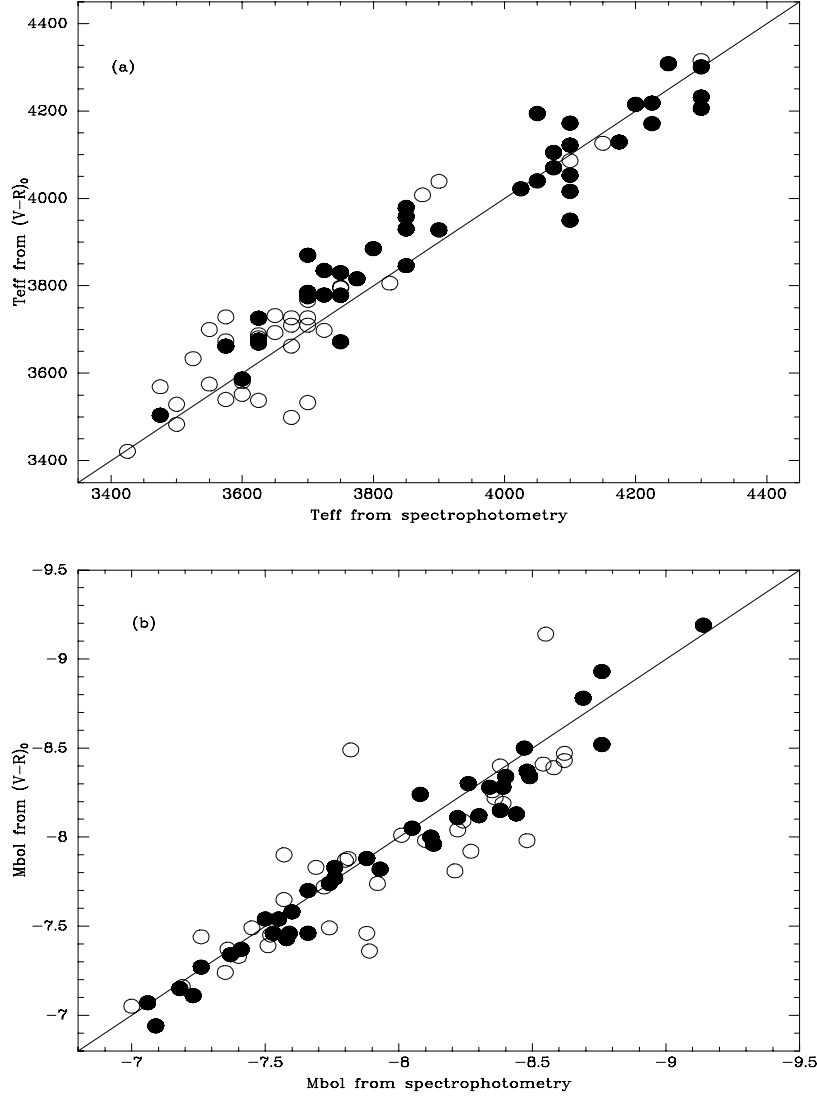 4400
(a)
4200
4000
3800
3600
3400
Teff from (V−R)0
3400 3600 3800 4000 4200 4400
Teff from spectrophotometry
−9.5
(b)
−9
−8.5
−8
−7.5
−7
Mbol from (V−R)0
−7 −7.5 −8 −8.5 −9 −9.5
Mbol from spectrophotometry